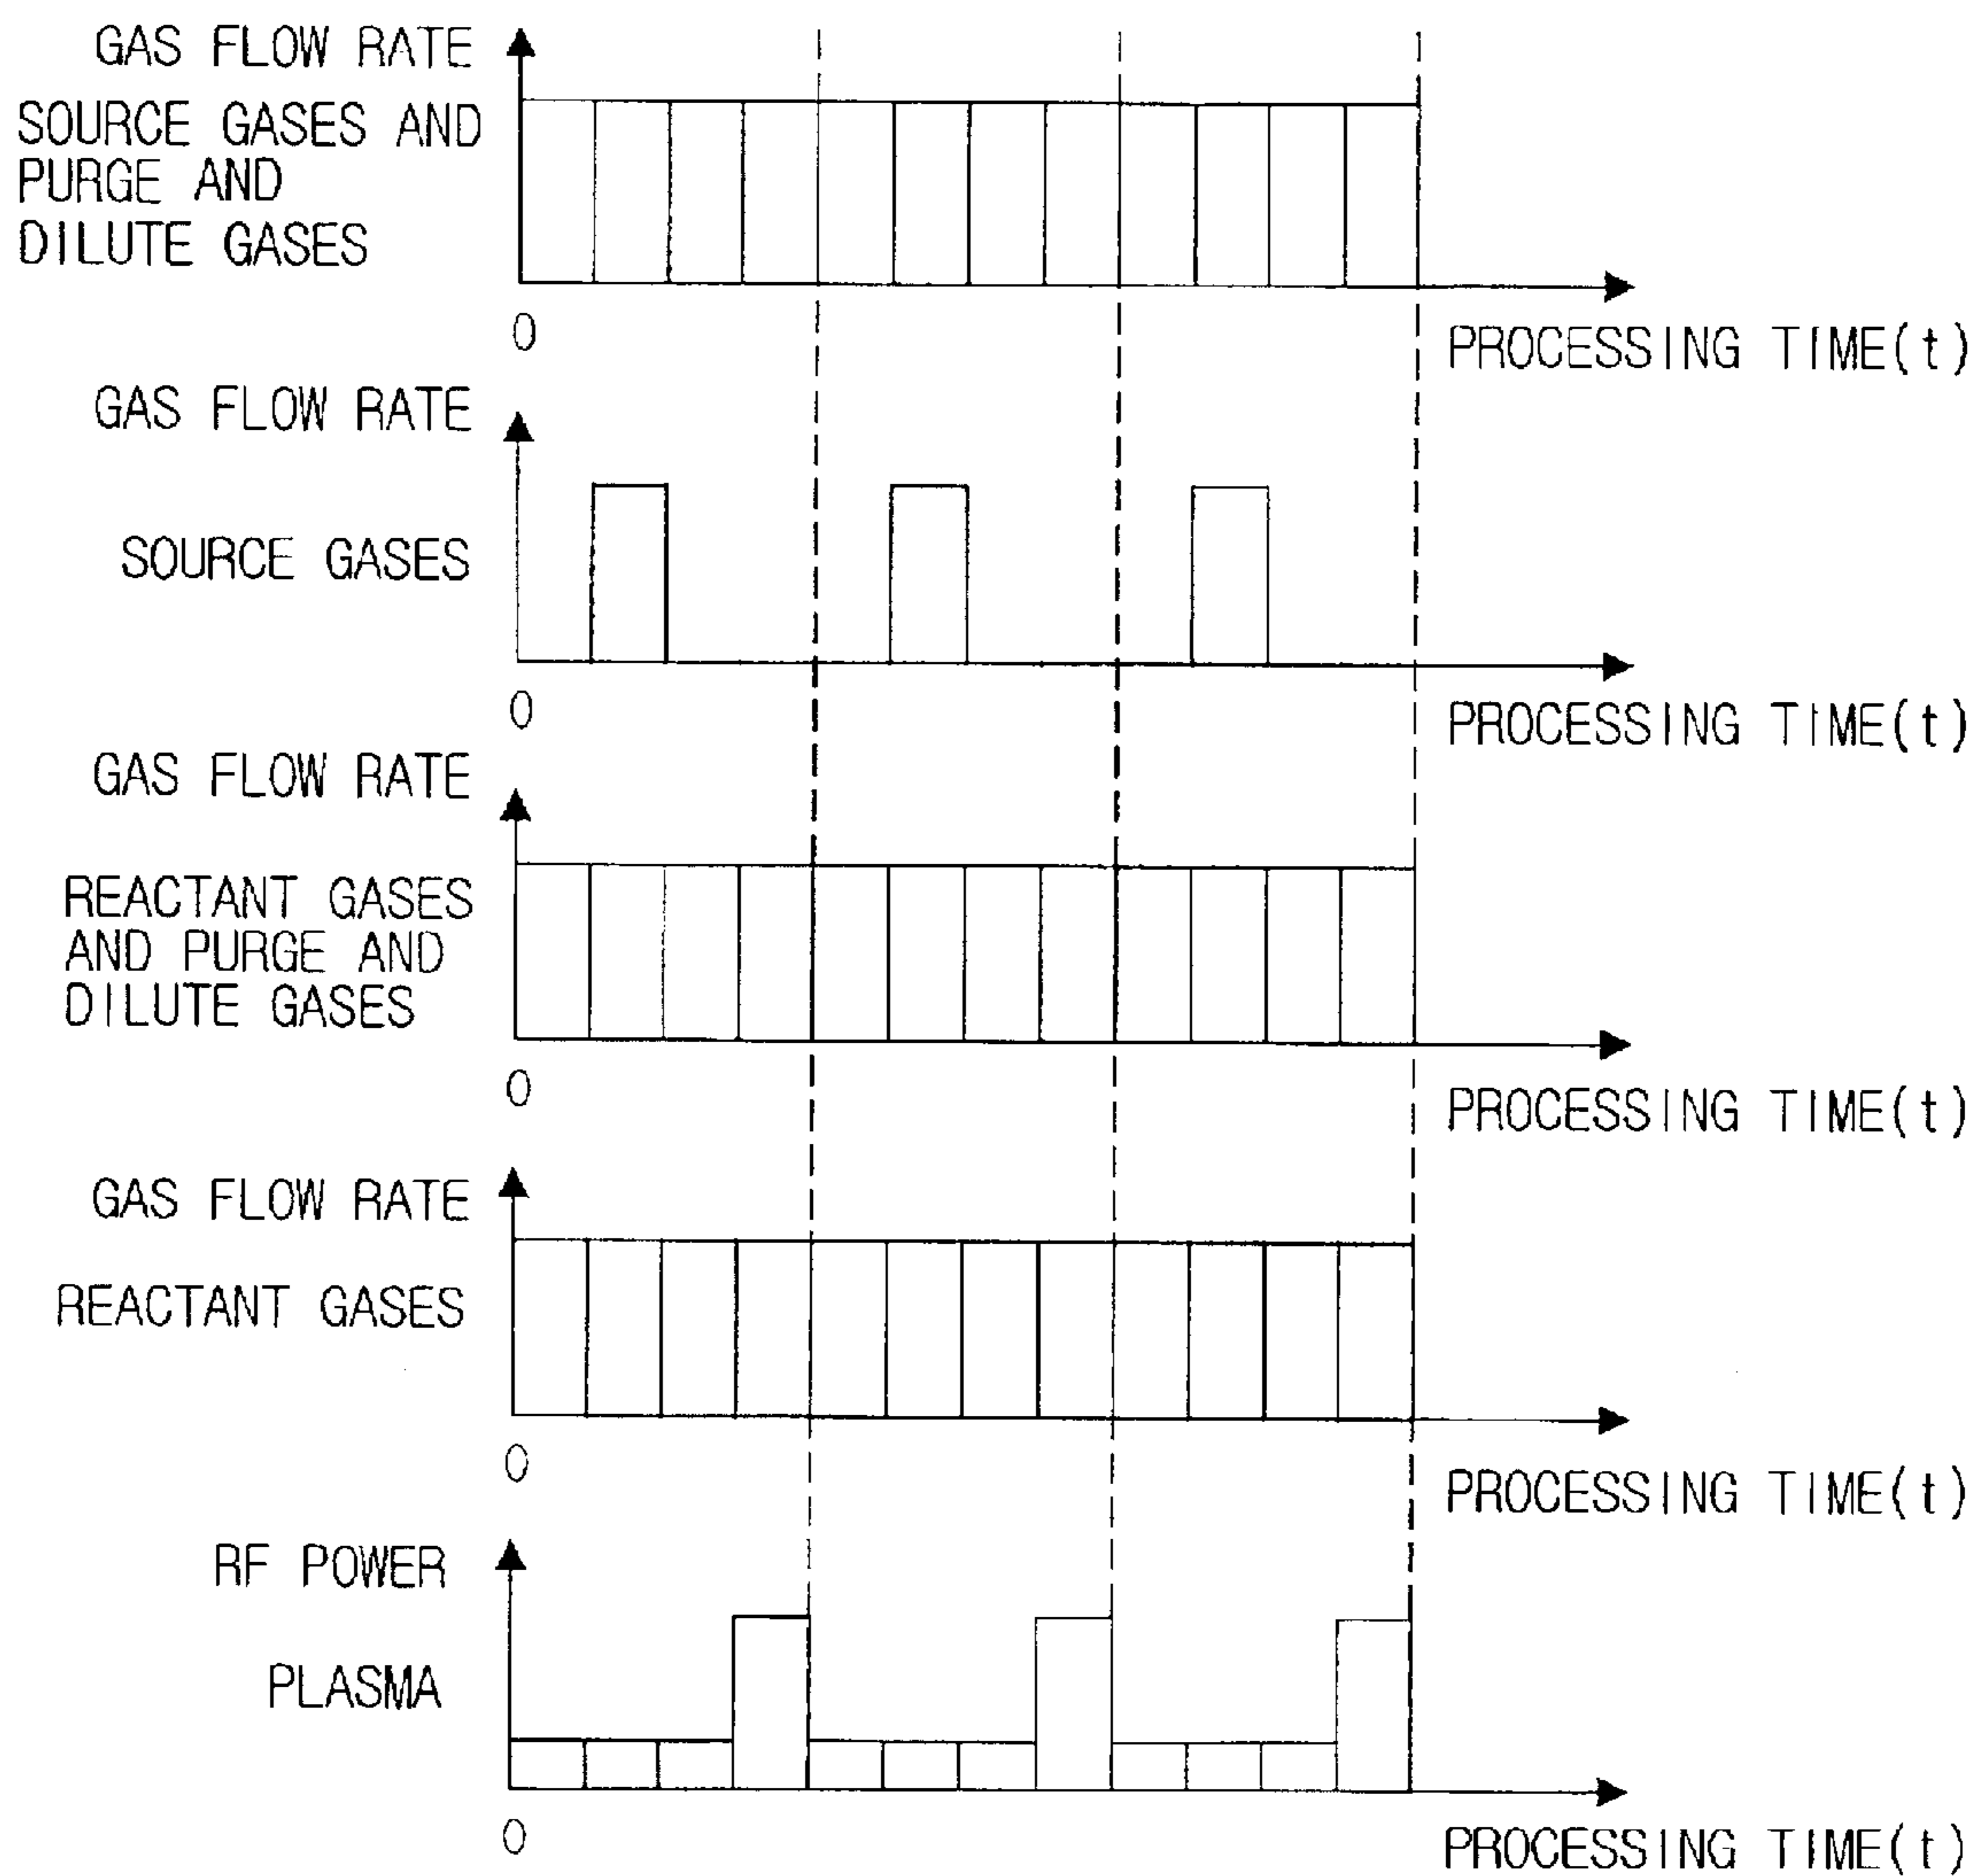 GAS FLOW RATE
SOURCE GASES AND
PURGE AND
DILUTE GASES
0
PROCESSING TIME(t)
GAS FLOW RATE
SOURCE GASES
0
PROCESSING TIME(t)
GAS FLOW RATE
REACTANT GASES
AND PURGE AND
DILUTE GASES
0
PROCESSING TIME(t)
GAS FLOW RATE
REACTANT GASES
0
PROCESSING TIME(t)
RF POWER
PLASMA
0
PROCESSING TIME(t)